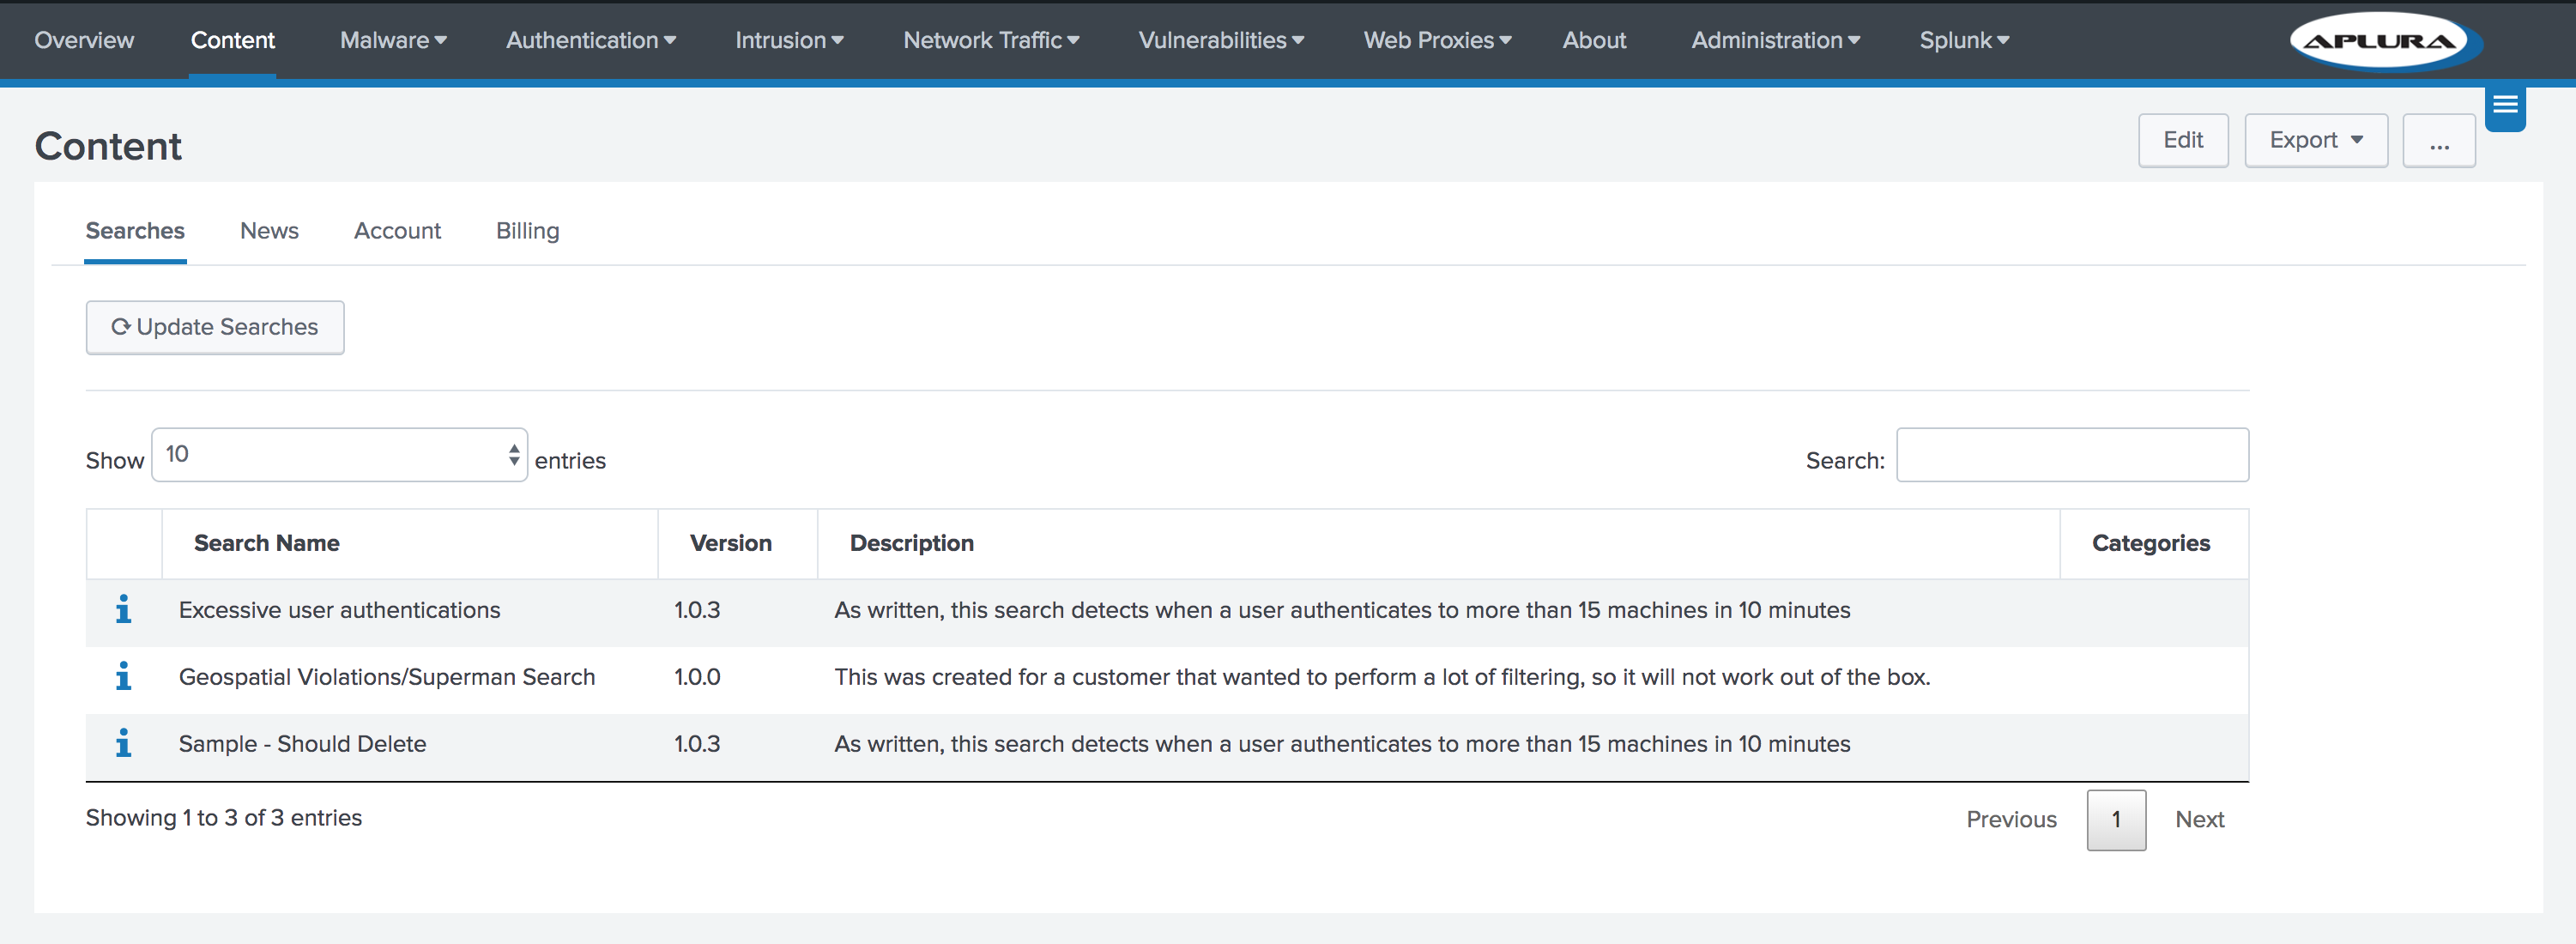 Overview Content Malware Authentication Intrusion Network Traffic Vulnerabilities Web Proxies About Administration Splunk APLURA
Content Edit Export ...
Searches News Account Billing
Update Searches
Show 10 entries Search:
Search Name Version Description Categories
Excessive user authentications 1.0.3 As written, this search detects when a user authenticates to more than 15 machines in 10 minutes
Geospatial Violations/Superman Search 1.0.0 This was created for a customer that wanted to perform a lot of filtering, so it will not work out of the box.
Sample - Should Delete 1.0.3 As written, this search detects when a user authenticates to more than 15 machines in 10 minutes
Showing 1 to 3 of 3 entries Previous 1 Next